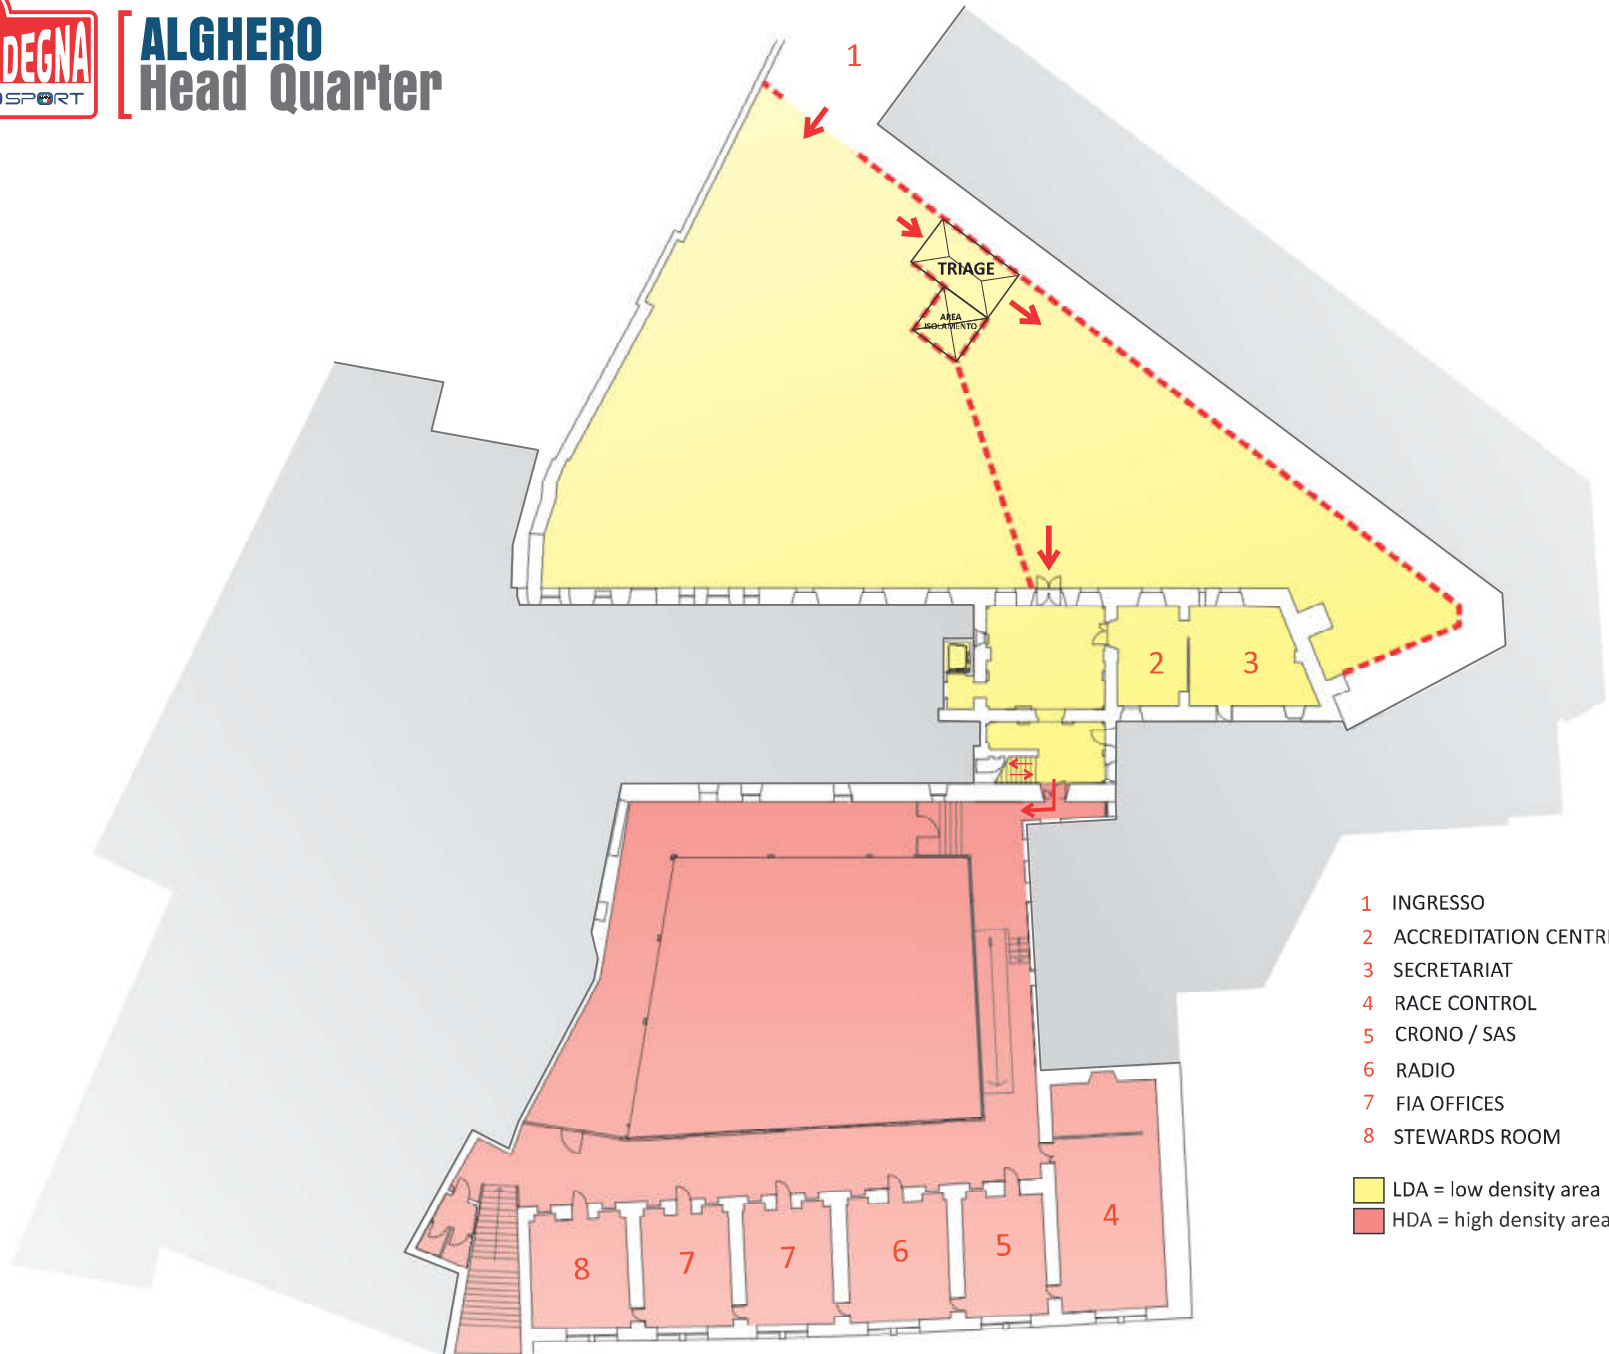 DEGNA
SPORT
ALGHERO
Head Quarter
1
TRIAGE
AREA
ISOLAMENTO
2
3
1 INGRESSO
2 ACCREDITATION CENTR
3 SECRETARIAT
4 RACE CONTROL
5 CRONO / SAS
6 RADIO
7 FIA OFFICES
8 STEWARDS ROOM
LDA = low density area
HDA = high density area
4
8
7
7
6
5